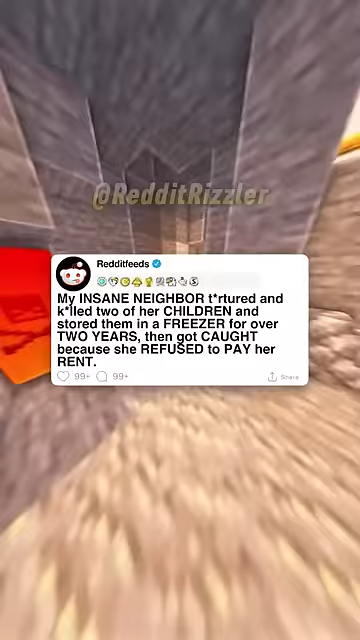 @RedditRizzler
Redditfeeds
My INSANE NEIGHBOR t*rtured and
k*lled two of her CHILDREN and
stored them in a FREEZER for over
TWO YEARS, then got CAUGHT
because she REFUSED to PAY her
RENT.
99+ 99+ Share